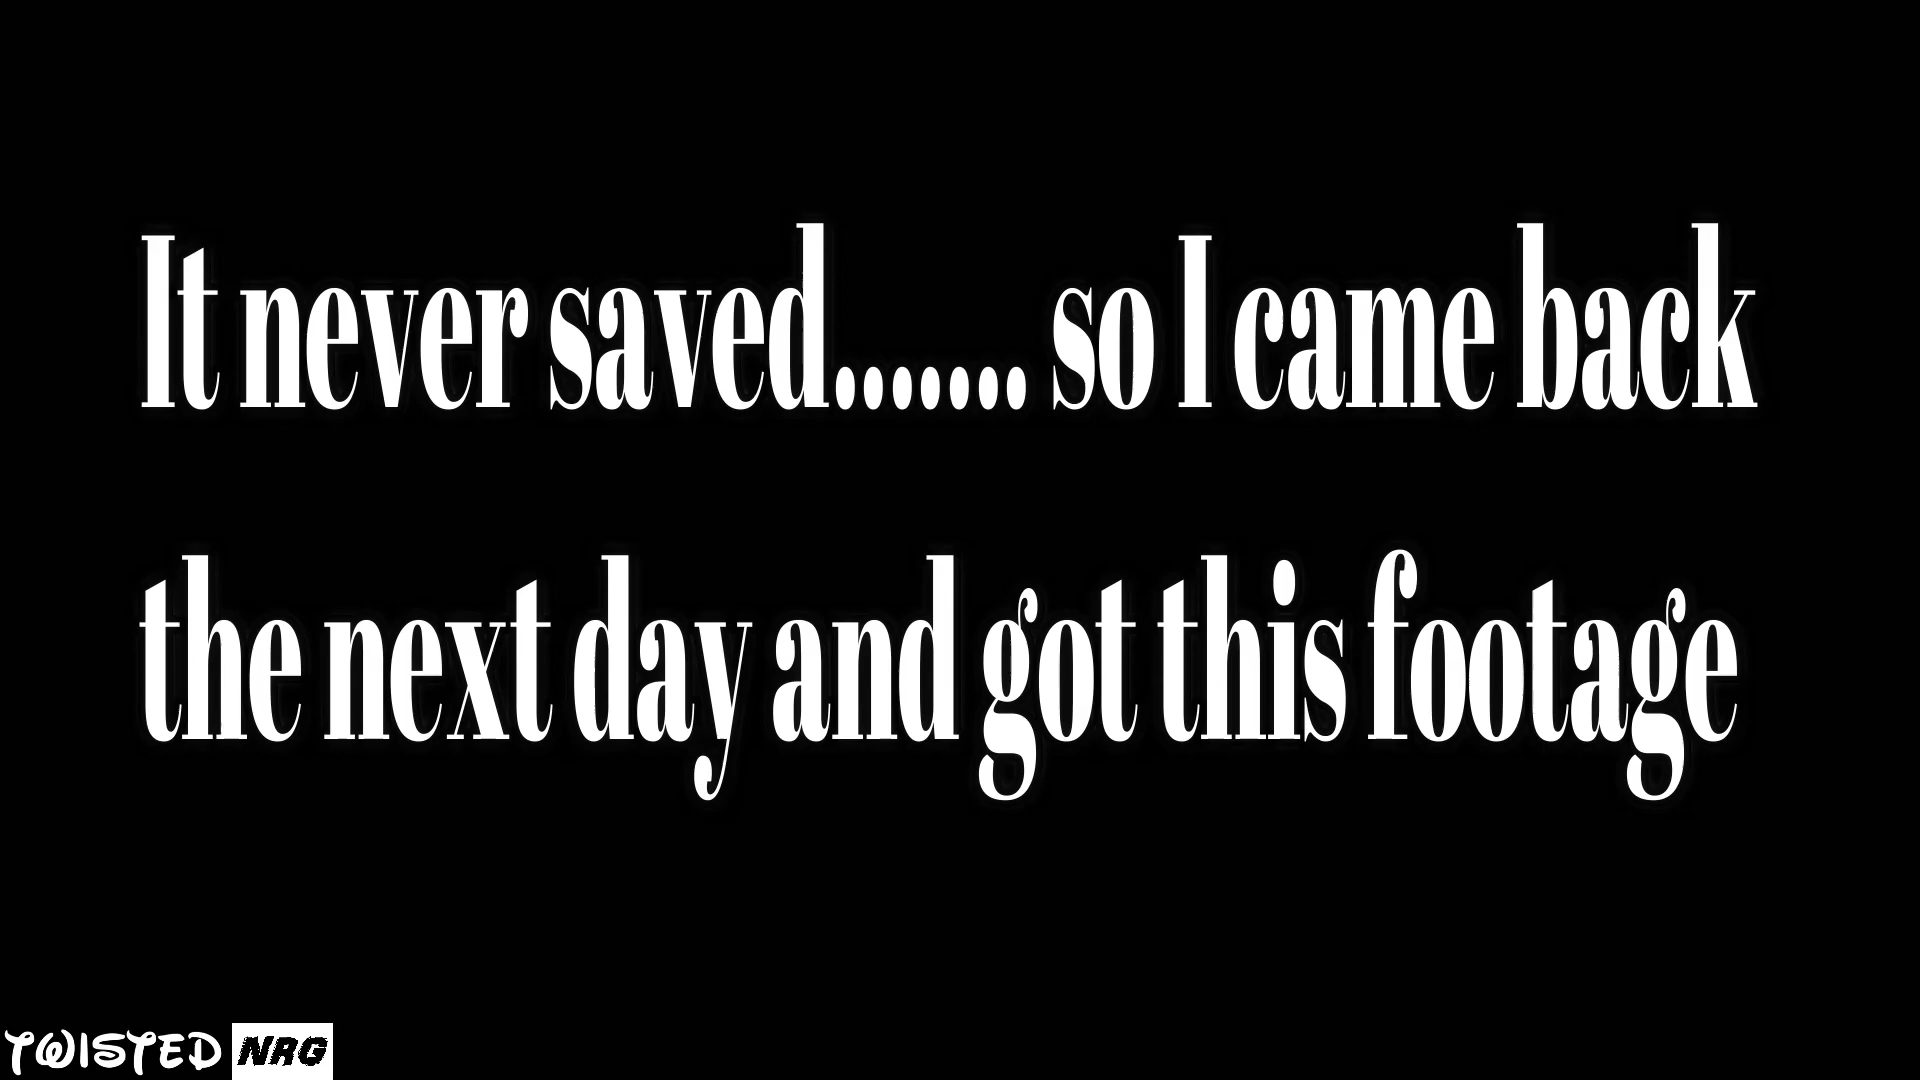 It never saved....... so I came back
the next day and got this footage
TWISTED NRG